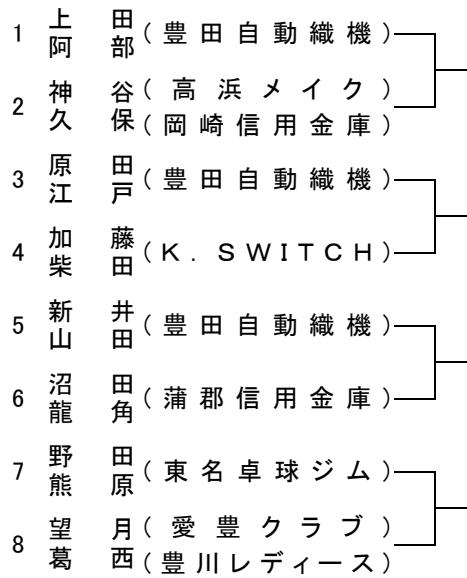 1 上田 (豊田自動織機)
阿部
2 神谷 (高浜メイク)
久保 (岡崎信用金庫)
3 原田 (豊田自動織機)
江戸
4 加藤 (K.SWITCH)
柴田
5 新井 (豊田自動織機)
山田
6 沼田 (蒲郡信用金庫)
龍角
7 野田 (東名卓球ジム)
熊原
8 望月 (愛豊クラブ)
葛西 (豊川レディース)